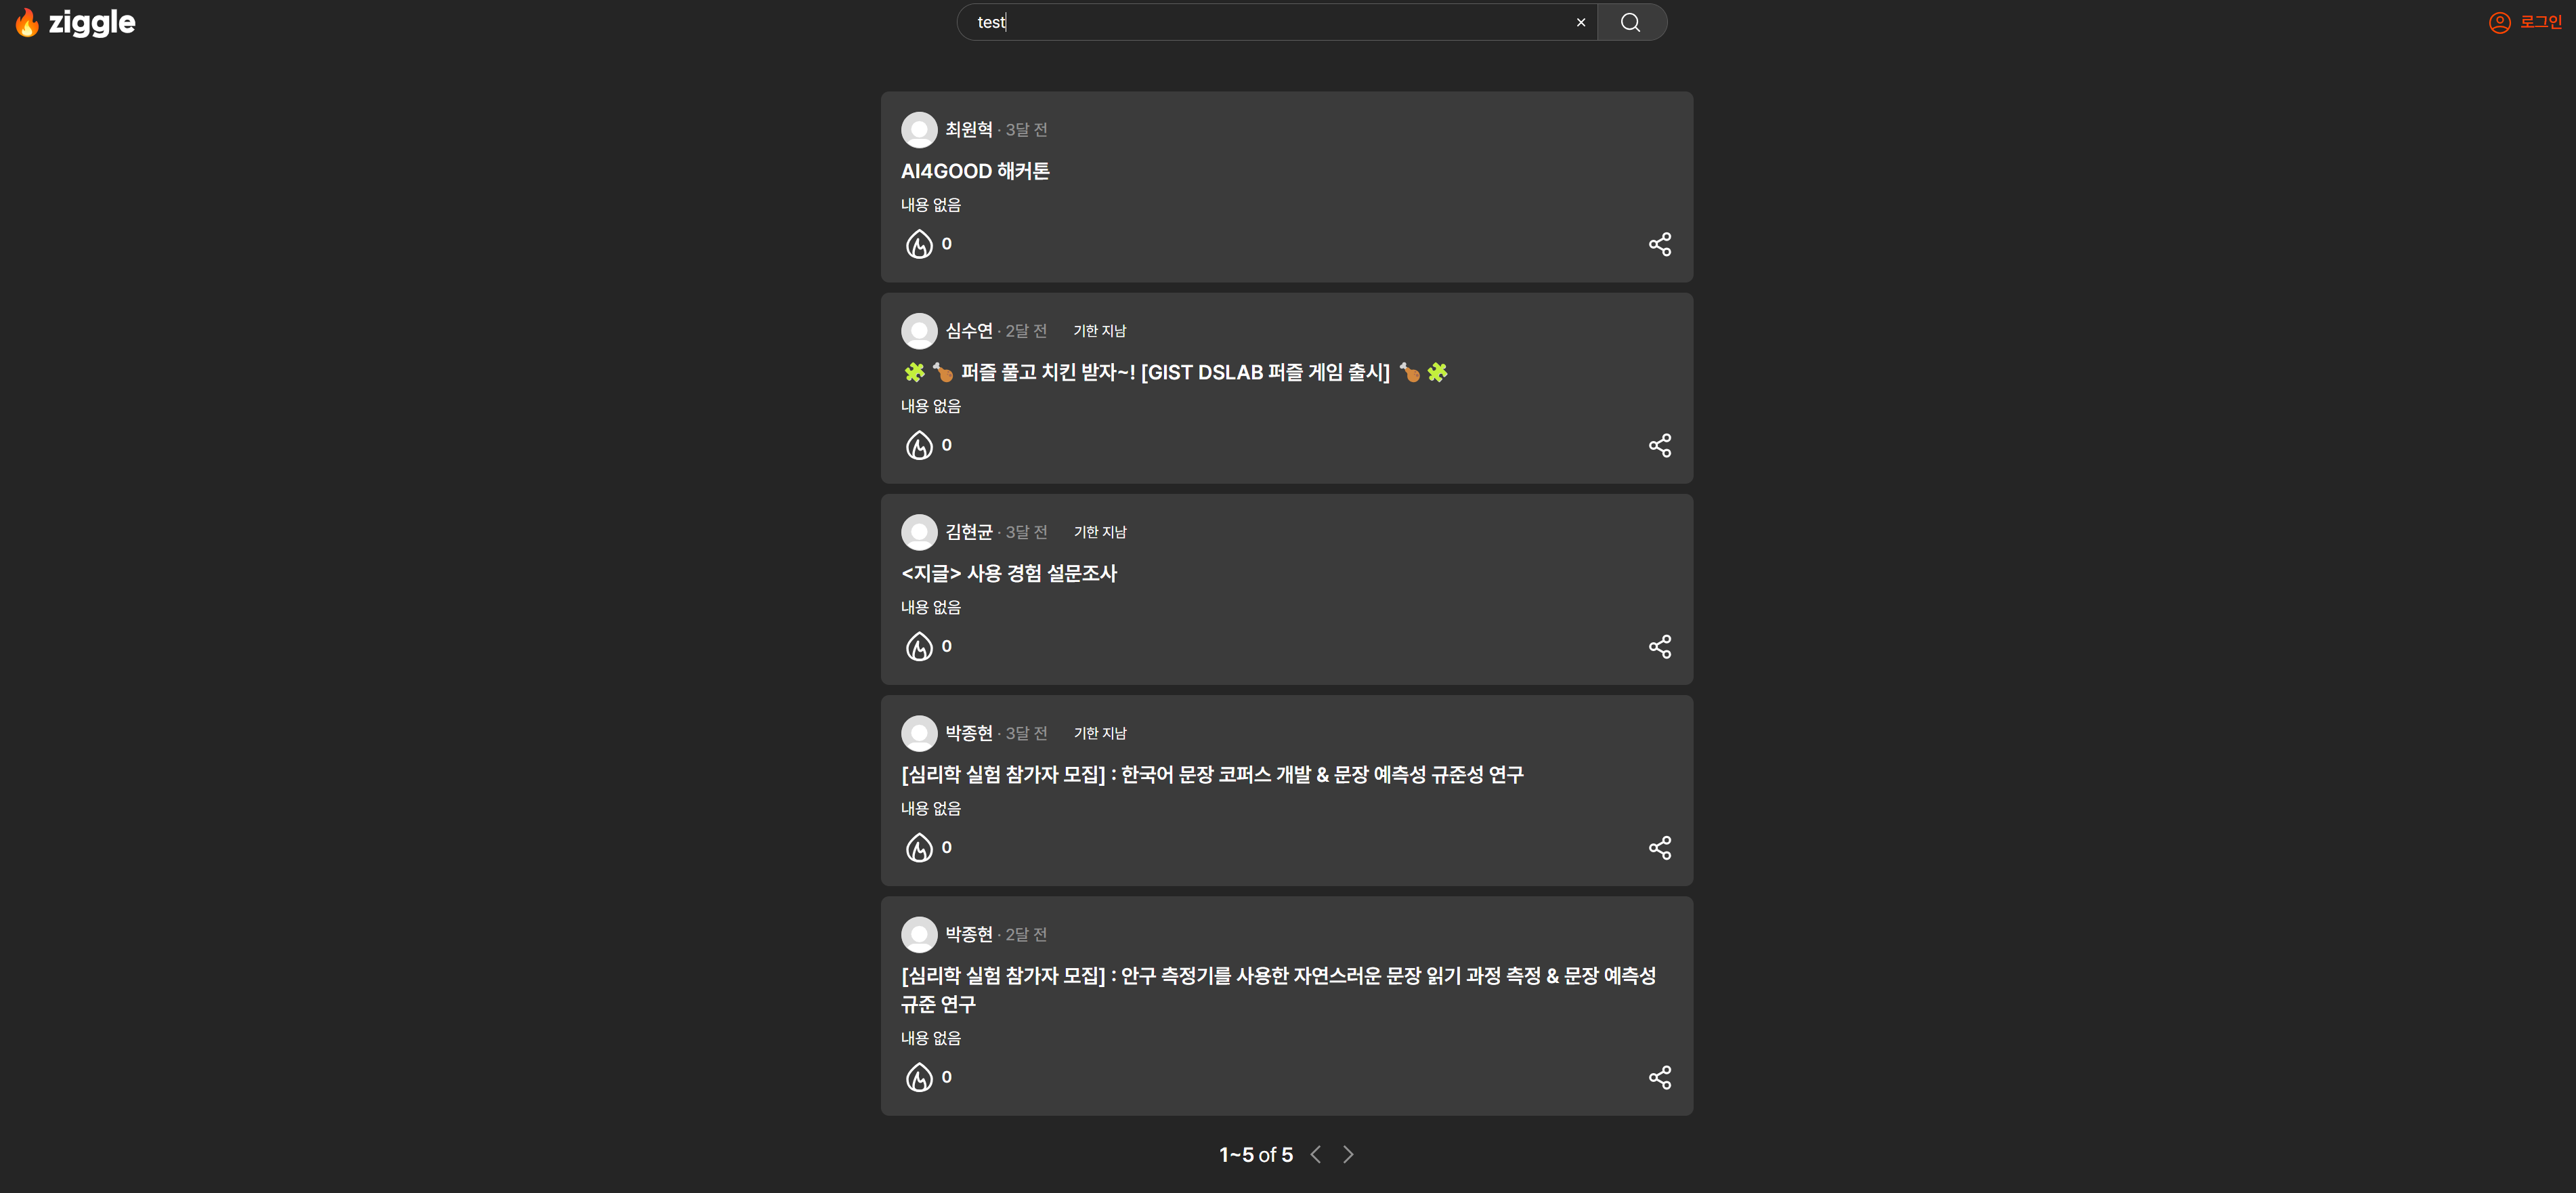 ziggle
test
로그인
최원혁 · 3달 전
AI4GOOD 해커톤
내용 없음
0
심수연 · 2달 전 기한 지남
🧩 🍗 퍼즐 풀고 치킨 받자~! [GIST DSLAB 퍼즐 게임 출시] 🍗 🧩
내용 없음
0
김현균 · 3달 전 기한 지남
<지글> 사용 경험 설문조사
내용 없음
0
박종현 · 3달 전 기한 지남
[심리학 실험 참가자 모집] : 한국어 문장 코퍼스 개발 & 문장 예측성 규준성 연구
내용 없음
0
박종현 · 2달 전
[심리학 실험 참가자 모집] : 안구 측정기를 사용한 자연스러운 문장 읽기 과정 측정 & 문장 예측성
규준 연구
내용 없음
0
1~5 of 5